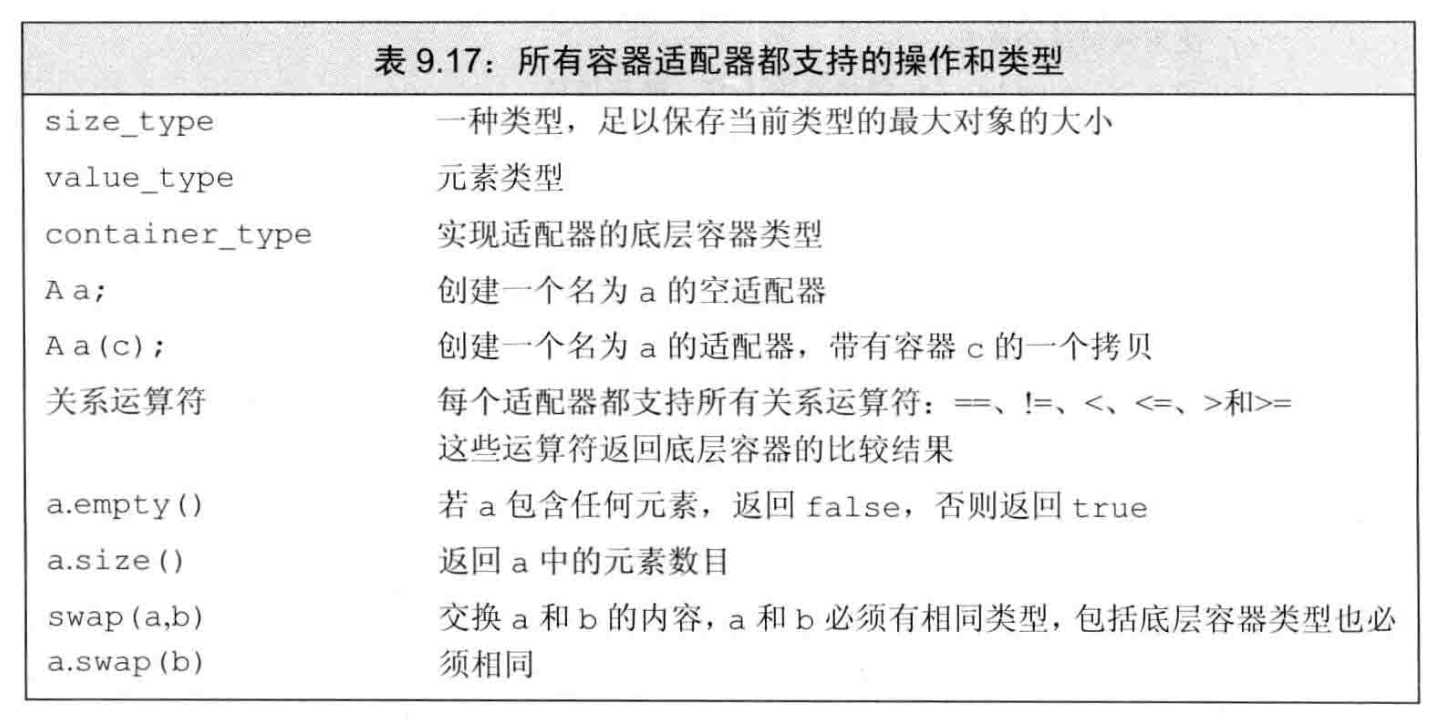 表 9.17：所有容器适配器都支持的操作和类型
size_type 一种类型，足以保存当前类型的最大对象的大小
value_type 元素类型
container_type 实现适配器的底层容器类型
A a; 创建一个名为 a 的空适配器
A a(c); 创建一个名为 a 的适配器，带有容器 c 的一个拷贝
关系运算符 每个适配器都支持所有关系运算符：==、!=、<、<=、>和>=
这些运算符返回底层容器的比较结果
a.empty() 若 a 包含任何元素，返回 false，否则返回 true
a.size() 返回 a 中的元素数目
swap(a,b) 交换 a 和 b 的内容，a 和 b 必须有相同类型，包括底层容器类型也必
a.swap(b) 须相同